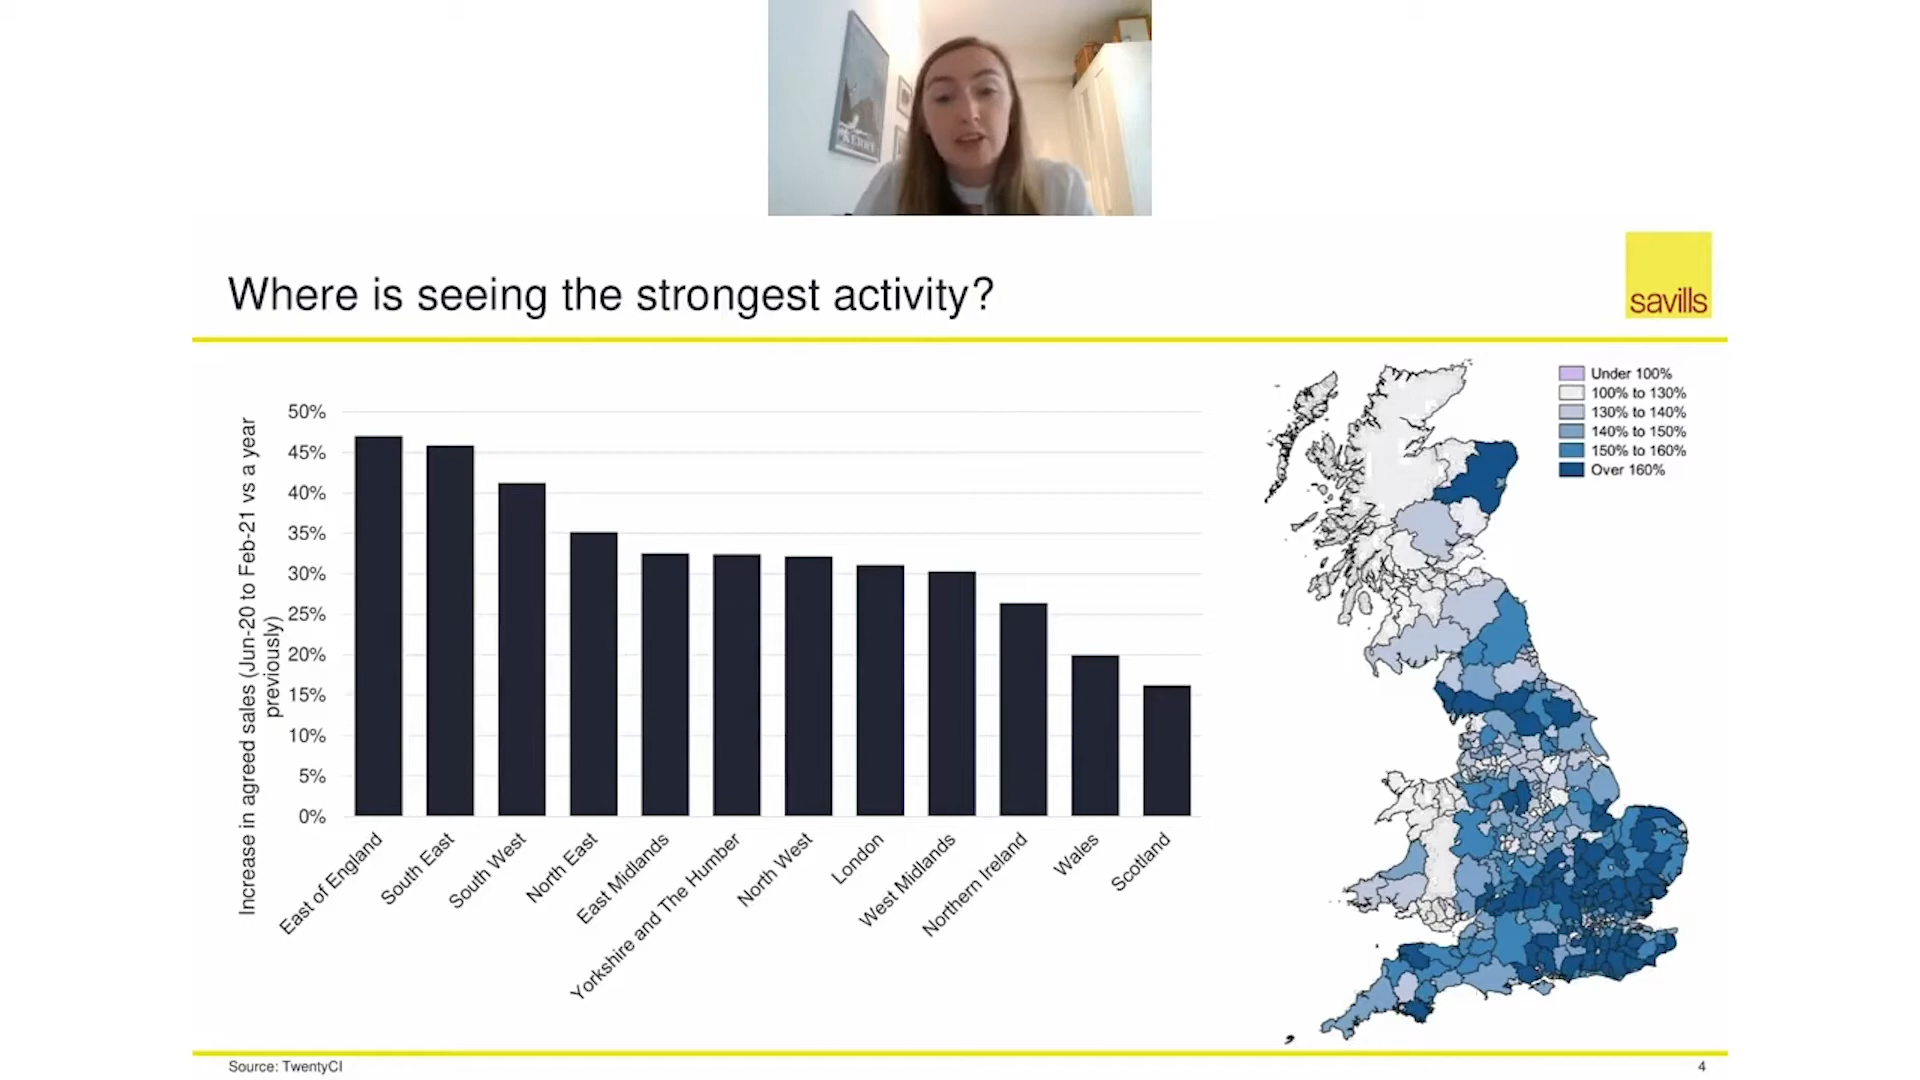 KERRY
savills
Where is seeing the strongest activity?
Increase in agreed sales (Jun-20 to Feb-21 vs a year
previously)
50%
45%
40%
35%
30%
25%
20%
15%
10%
5%
0%
East of England
South East
South West
North East
East Midlands
Yorkshire and The Humber
North West
London
West Midlands
Northern Ireland
Wales
Scotland
Under 100%
100% to 130%
130% to 140%
140% to 150%
150% to 160%
Over 160%
Source: TwentyCI
4